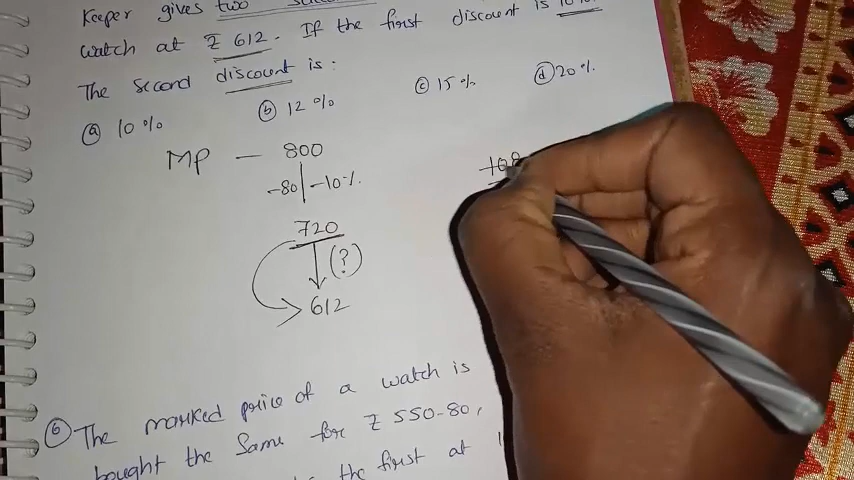 Keeper gives two
watch at ₹ 612. If the first discount is 10%.
The second discount is:
ⓐ 10% ⓑ 12% ⓒ 15% ⓓ 20%.
MP — 800
-80 -10%.
720
(?)
612
108
⑥ The marked price of a watch is
bought the same for ₹ 550-80,
the first at